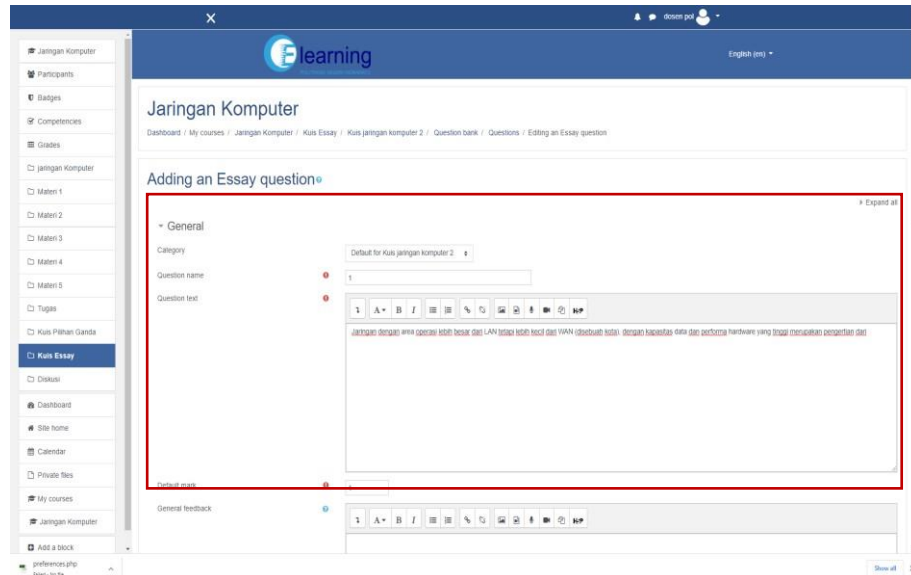 dosen pol
Jaringan Komputer
Participants
Badges
Competencies
Grades
jaringan Komputer
Materi 1
Materi 2
Materi 3
Materi 4
Materi 5
Tugas
Kuis Pilihan Ganda
Kuis Essay
Diskusi
Dashboard
Site home
Calendar
Private files
My courses
Jaringan Komputer
Add a block
Elearning
English (en)
Jaringan Komputer
Dashboard / My courses / Jaringan Komputer / Kuis Essay / Kuis jaringan komputer 2 / Question bank / Questions / Editing an Essay question
Adding an Essay question
Expand all
General
Category
Default for Kuis jaringan komputer 2
Question name
Question text
A B I
H-P
Jaringan dengan area operasi lebih besar dari LAN tetapi lebih kecil dari WAN (disebuah kota), dengan kapasitas data dan performa hardware yang tinggi merupakan pengertian dari
Default mark
General feedback
A B I
H-P
preferences.php
Show all